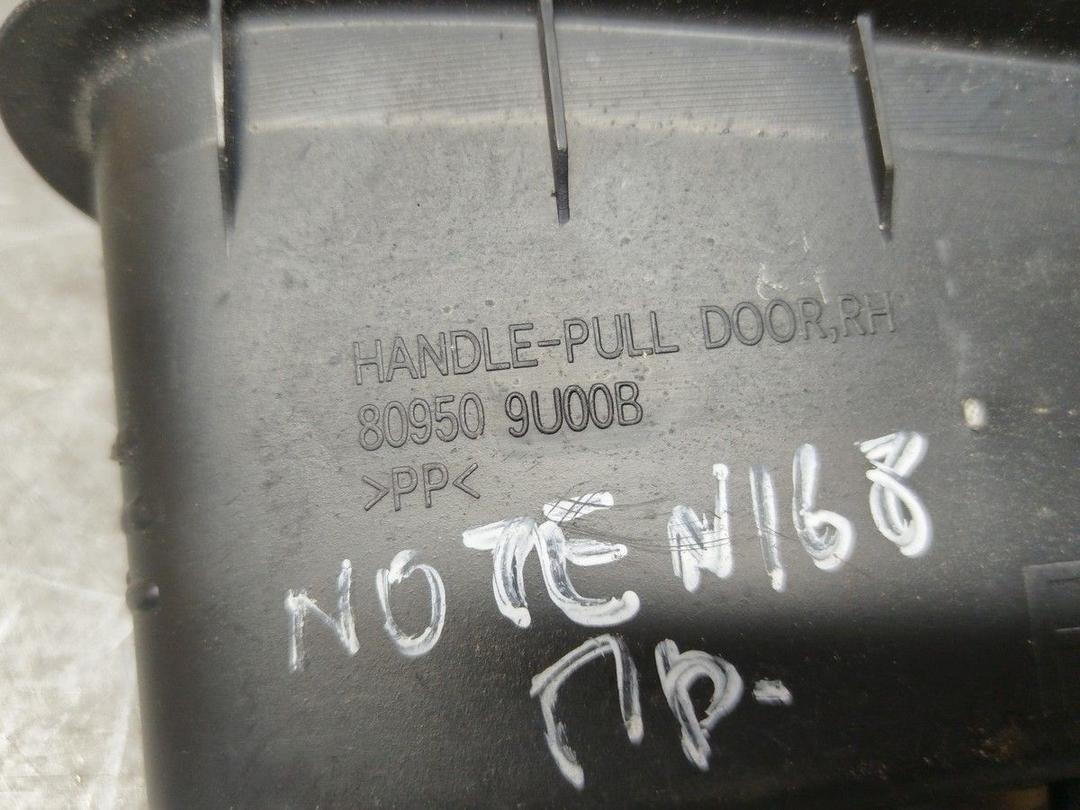 HANDLE-PULL DOOR,RH
80950 9U00B
>PP<
NOTE N168
пр-